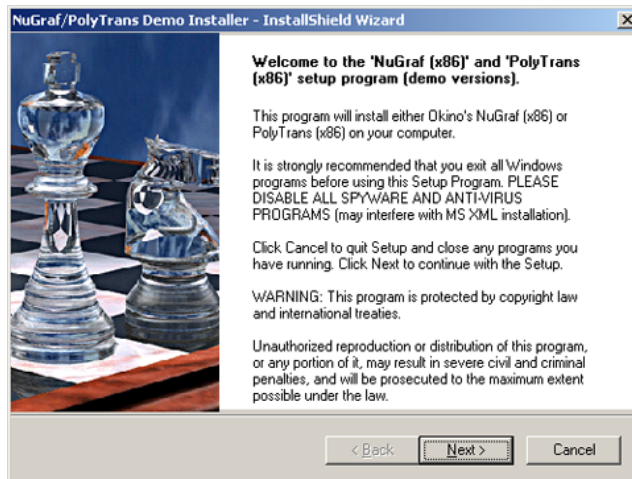 NuGraf/PolyTrans Demo Installer - InstallShield Wizard
Welcome to the 'NuGraf (x86)' and 'PolyTrans
(x86)' setup program (demo versions).
This program will install either Okino's NuGraf (x86) or
PolyTrans (x86) on your computer.
It is strongly recommended that you exit all Windows
programs before using this Setup Program. PLEASE
DISABLE ALL SPYWARE AND ANTI-VIRUS
PROGRAMS (may interfere with MS XML installation).
Click Cancel to quit Setup and close any programs you
have running. Click Next to continue with the Setup.
WARNING: This program is protected by copyright law
and international treaties.
Unauthorized reproduction or distribution of this program,
or any portion of it, may result in severe civil and criminal
penalties, and will be prosecuted to the maximum extent
possible under the law.
< Back Next > Cancel